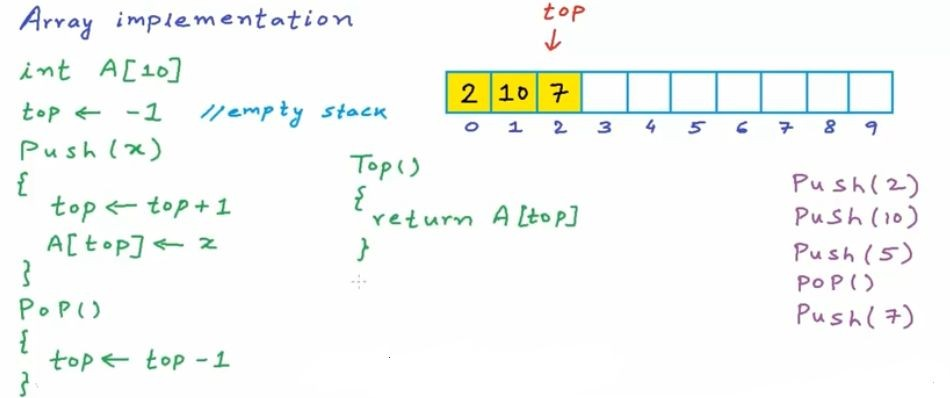 Array implementation
int A[10]
top ← -1 //empty stack
Push(x)
{
top ← top+1
A[top] ← x
}
PoP()
{
top ← top -1
}
Top()
{
return A[top]
}
top
↓
2 10 7
0 1 2 3 4 5 6 7 8 9
Push(2)
Push(10)
Push(5)
POP()
Push(7)